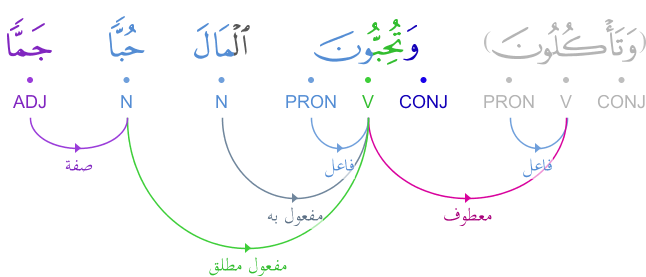 (وَتَأْكُلُونَ) وَتُحِبُّونَ ٱلْمَالَ حُبًّا جَمًّا
CONJ V PRON CONJ V PRON N N ADJ
فاعل فاعل صفة
معطوف مفعول به
مفعول مطلق